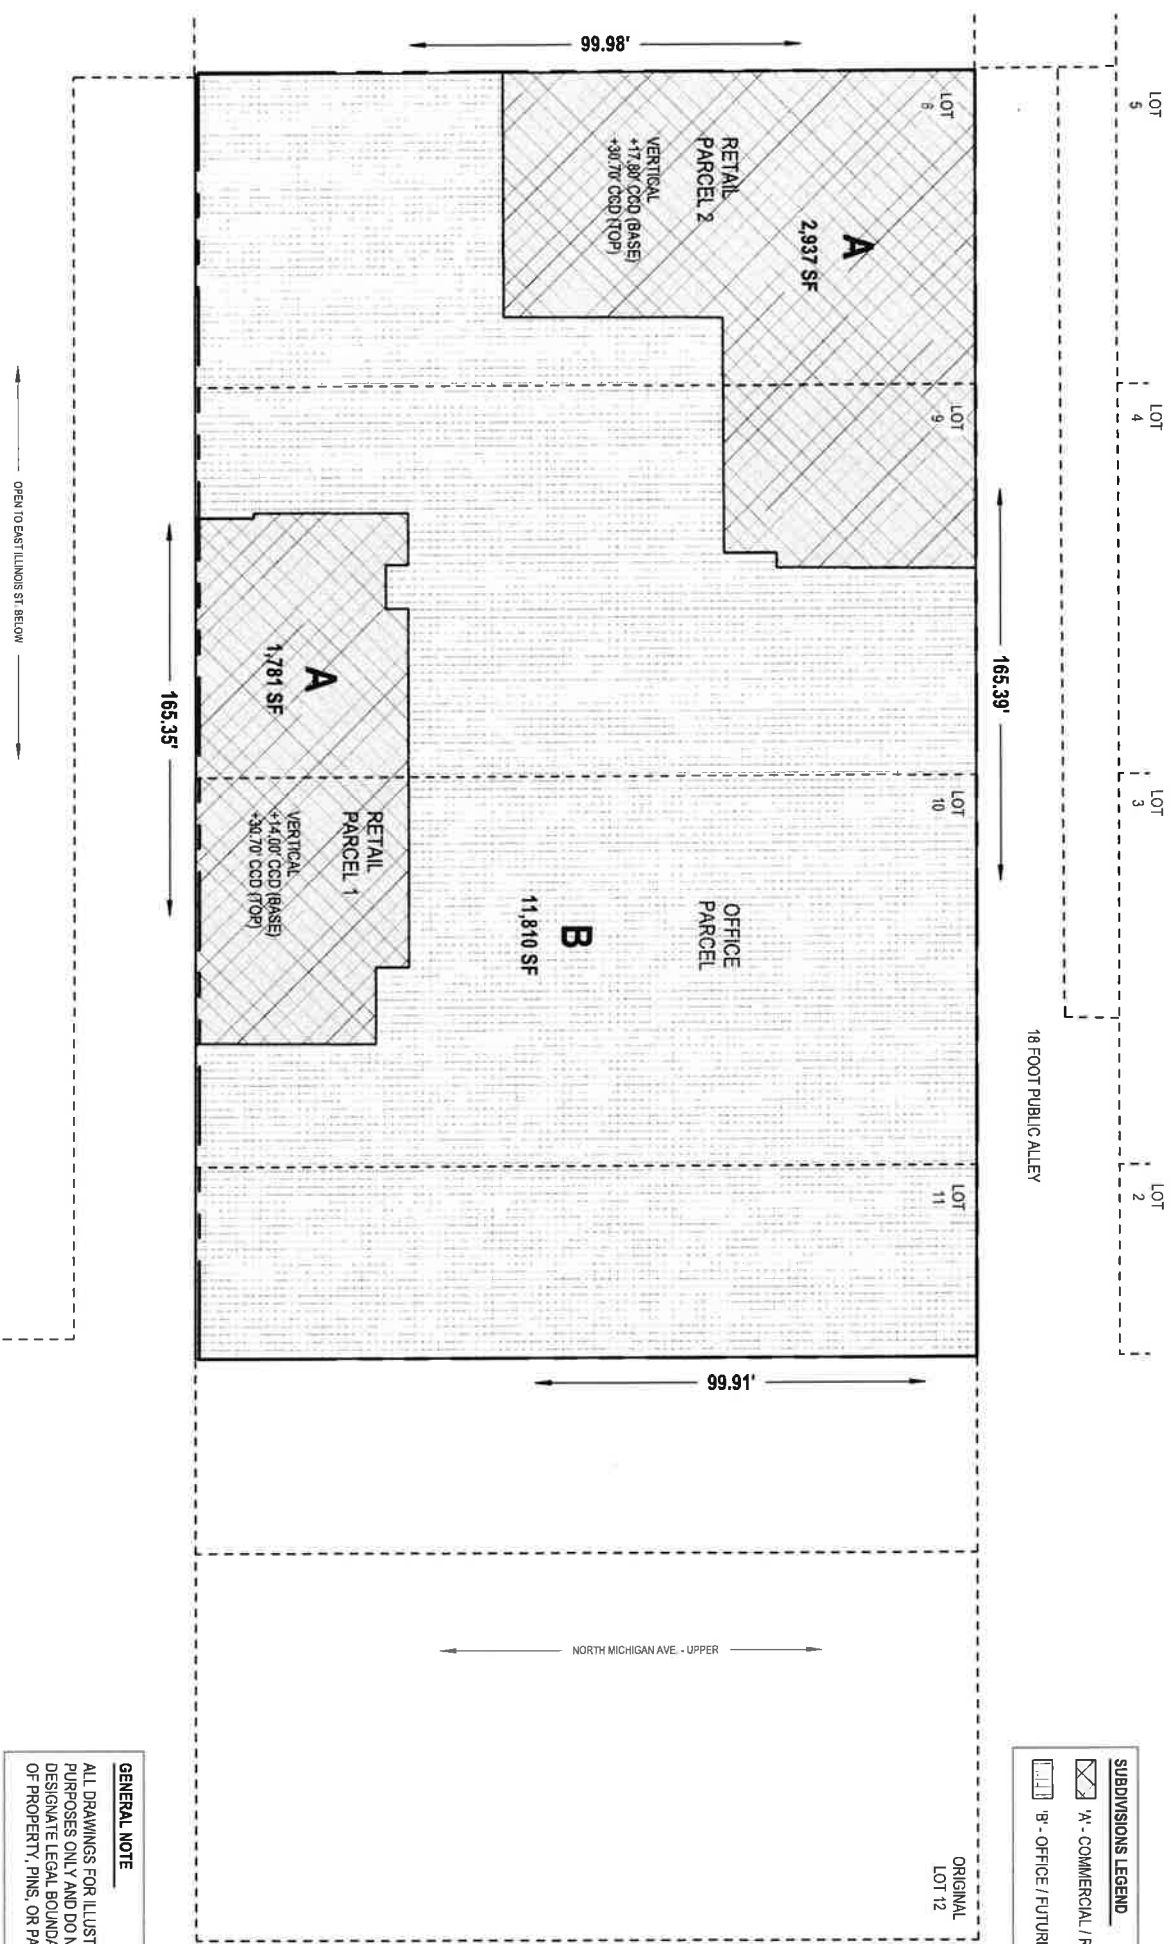 LOT
5
LOT
4
LOT
3
LOT
2
18 FOOT PUBLIC ALLEY
165.39'
99.98'
LOT
8
LOT
9
LOT
10
LOT
11
A
2,937 SF
RETAIL
PARCEL 2
VERTICAL
+17.80' CCD (BASE)
+30.70' CCD (TOP)
OFFICE
PARCEL
B
11,810 SF
A
1,781 SF
RETAIL
PARCEL 1
VERTICAL
+14.00' CCD (BASE)
+30.70' CCD (TOP)
165.35'
99.91'
OPEN TO EAST ILLINOIS ST. BELOW
NORTH MICHIGAN AVE. - UPPER
ORIGINAL
LOT 12
SUBDIVISIONS LEGEND
'A' - COMMERCIAL /
'B' - OFFICE /
GENERAL NOTE
ALL DRAWINGS FOR
PURPOSES ONLY AND DO
DESIGNATE LEGAL
OF PROPERTY, PINS, OR